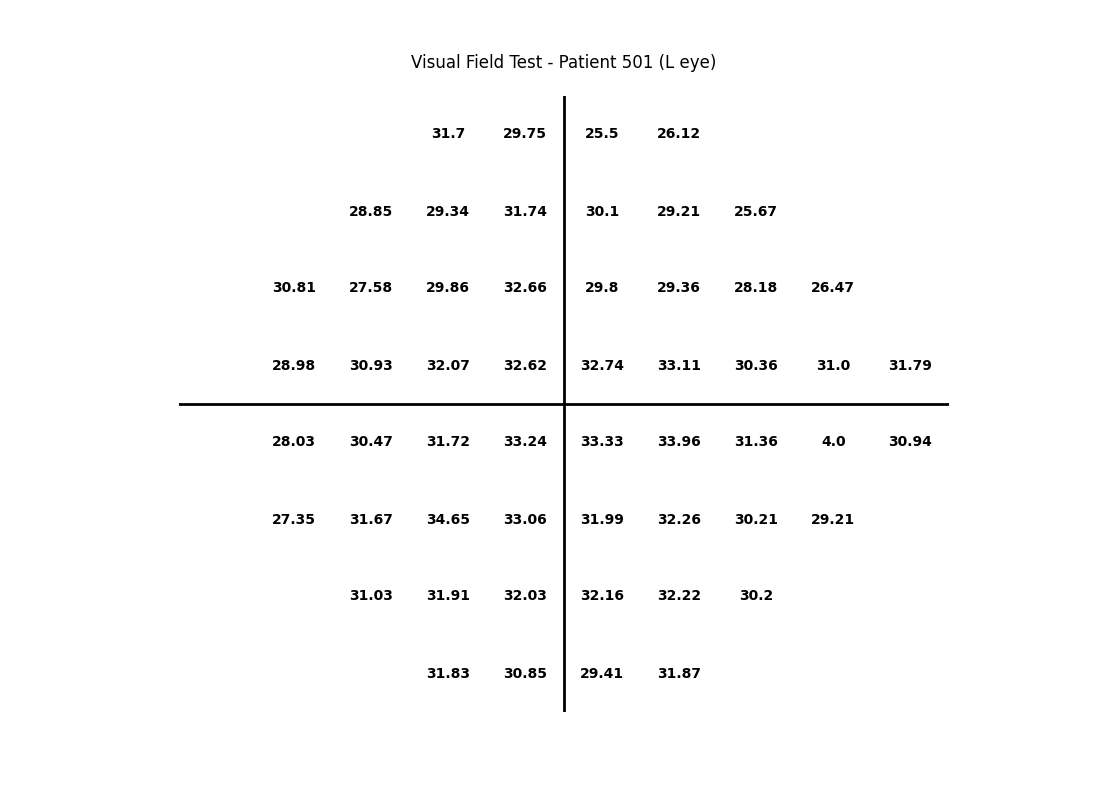 Visual Field Test - Patient 501 (L eye)
31.7 29.75 25.5 26.12
28.85 29.34 31.74 30.1 29.21 25.67
30.81 27.58 29.86 32.66 29.8 29.36 28.18 26.47
28.98 30.93 32.07 32.62 32.74 33.11 30.36 31.0 31.79
28.03 30.47 31.72 33.24 33.33 33.96 31.36 4.0 30.94
27.35 31.67 34.65 33.06 31.99 32.26 30.21 29.21
31.03 31.91 32.03 32.16 32.22 30.2
31.83 30.85 29.41 31.87